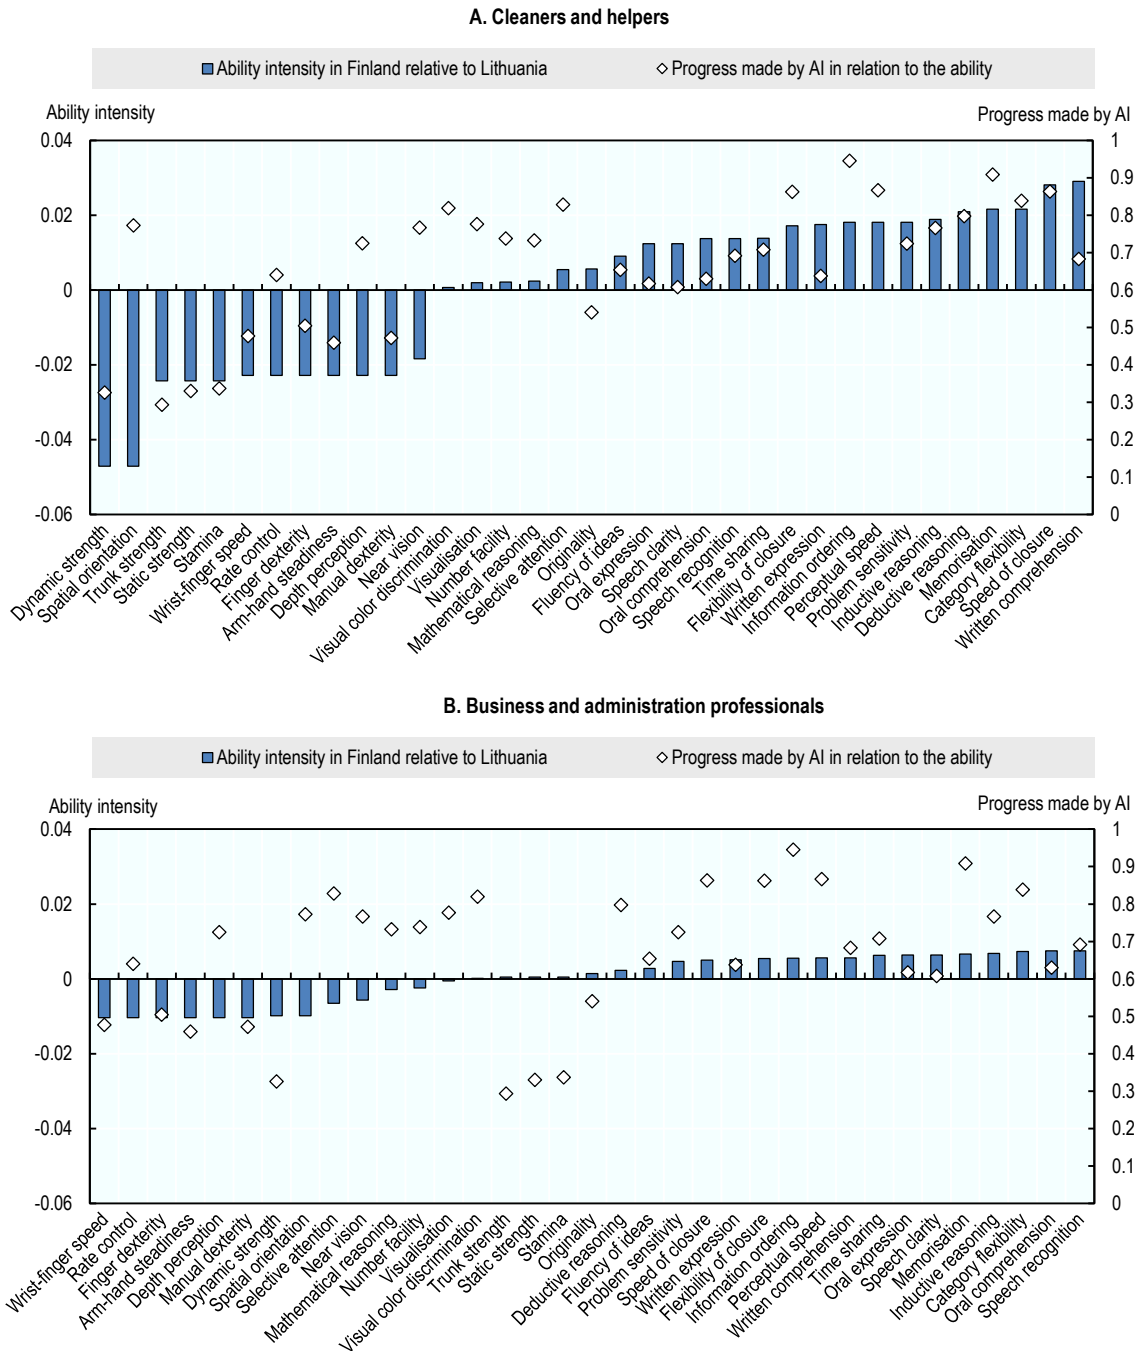 A. Cleaners and helpers
Ability intensity in Finland relative to Lithuania
Progress made by AI in relation to the ability
Ability intensity
Progress made by AI
0.04
0.02
0
-0.02
-0.04
-0.06
1
0.9
0.8
0.7
0.6
0.5
0.4
0.3
0.2
0.1
0
Dynamic strength
Spatial orientation
Trunk strength
Static strength
Stamina
Wrist-finger speed
Rate control
Finger dexterity
Arm-hand steadiness
Depth perception
Manual dexterity
Near vision
Visual color discrimination
Visualisation
Number facility
Mathematical reasoning
Selective attention
Originality
Fluency of ideas
Oral expression
Speech clarity
Oral comprehension
Speech recognition
Time sharing
Flexibility of closure
Written expression
Information ordering
Perceptual speed
Problem sensitivity
Inductive reasoning
Deductive reasoning
Memorisation
Category flexibility
Speed of closure
Written comprehension
B. Business and administration professionals
Ability intensity in Finland relative to Lithuania
Progress made by AI in relation to the ability
Ability intensity
Progress made by AI
0.04
0.02
0
-0.02
-0.04
-0.06
1
0.9
0.8
0.7
0.6
0.5
0.4
0.3
0.2
0.1
0
Wrist-finger speed
Rate control
Finger dexterity
Arm-hand steadiness
Depth perception
Manual dexterity
Dynamic strength
Spatial orientation
Selective attention
Near vision
Mathematical reasoning
Number facility
Visualisation
Visual color discrimination
Trunk strength
Static strength
Stamina
Originality
Deductive reasoning
Fluency of ideas
Problem sensitivity
Speed of closure
Written expression
Flexibility of closure
Information ordering
Perceptual speed
Written comprehension
Time sharing
Oral expression
Speech clarity
Memorisation
Inductive reasoning
Category flexibility
Oral comprehension
Speech recognition